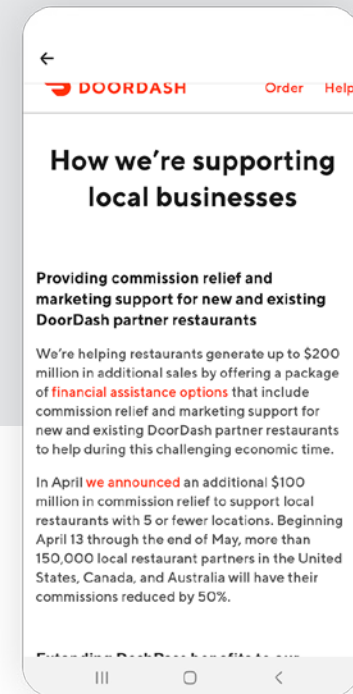 DOORDASH Order Help
How we're supporting
local businesses
Providing commission relief and
marketing support for new and existing
DoorDash partner restaurants
We're helping restaurants generate up to $200
million in additional sales by offering a package
of financial assistance options that include
commission relief and marketing support for
new and existing DoorDash partner restaurants
to help during this challenging economic time.
In April we announced an additional $100
million in commission relief to support local
restaurants with 5 or fewer locations. Beginning
April 13 through the end of May, more than
150,000 local restaurant partners in the United
States, Canada, and Australia will have their
commissions reduced by 50%.
Extending DashPass benefits to our